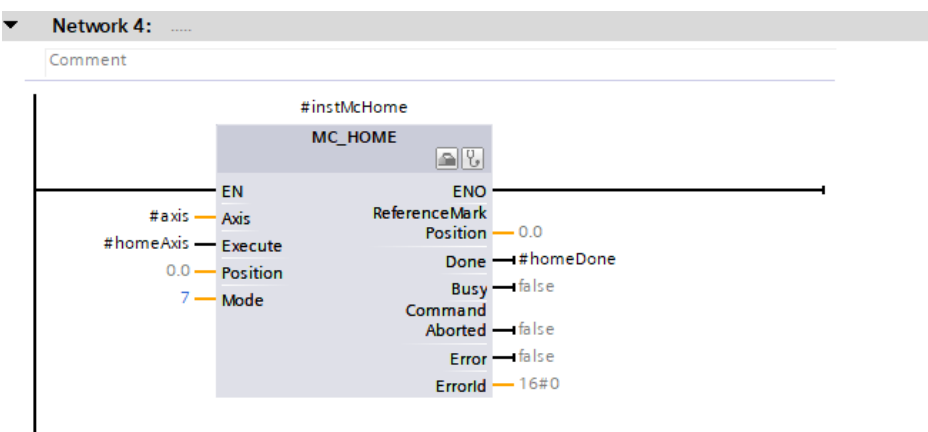 Network 4: .....
Comment
#instMcHome
MC_HOME
EN ENO
#axis Axis ReferenceMark
Position 0.0
#homeAxis Execute
Done #homeDone
0.0 Position
Busy false
7 Mode
Command
Aborted false
Error false
ErrorId 16#0